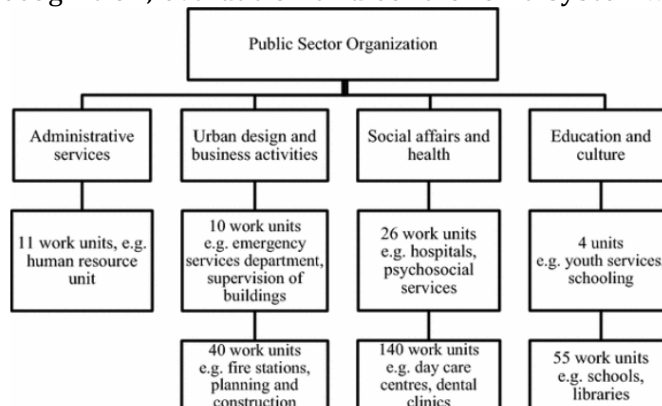 Public Sector Organization
Administrative
services
Urban design and
business activities
Social affairs and
health
Education and
culture
11 work units, e.g.
human resource
unit
10 work units
e.g. emergency
services department,
supervision of
buildings
26 work units
e.g. hospitals,
psychosocial
services
4 units
e.g. youth services
schooling
40 work units
e.g. fire stations,
planning and
construction
140 work units
e.g. day care
centres, dental
clinics
55 work units
e.g. schools,
libraries